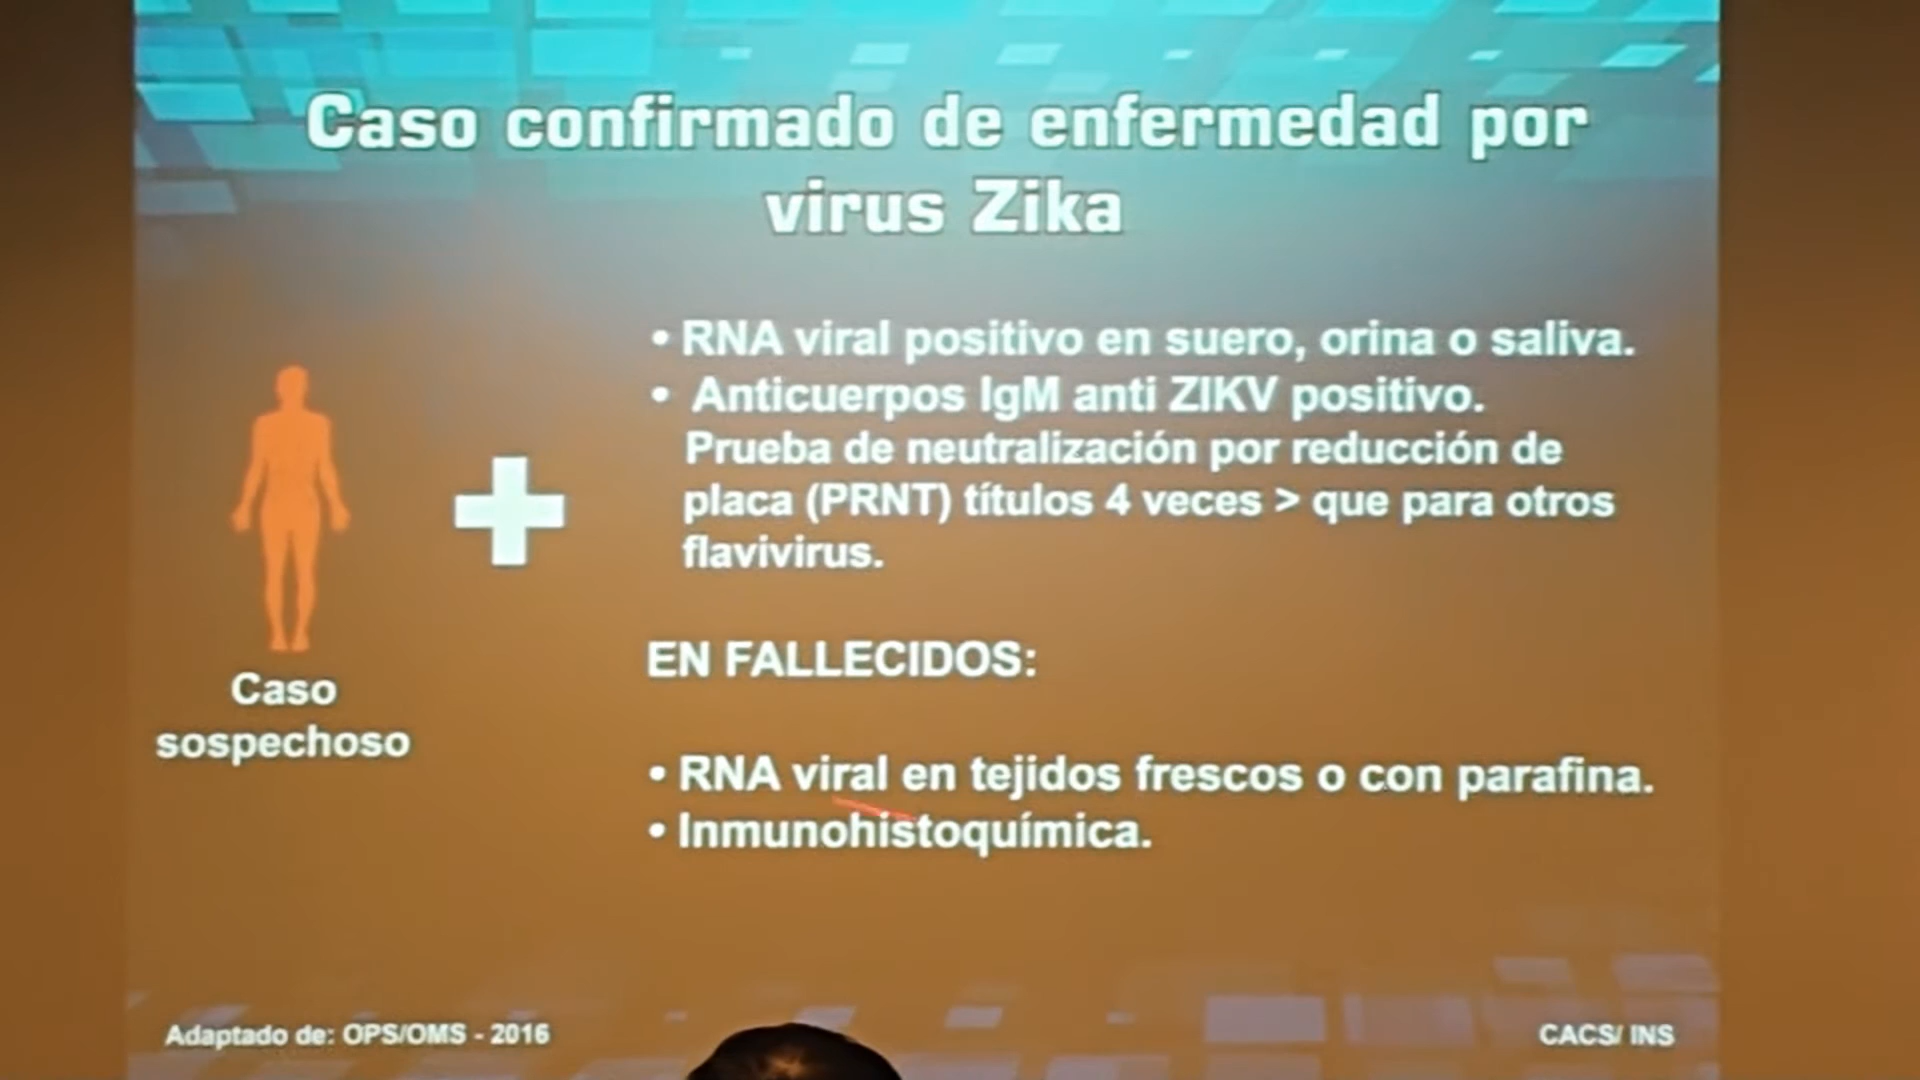 Caso confirmado de enfermedad por
virus Zika
• RNA viral positivo en suero, orina o saliva.
• Anticuerpos IgM anti ZIKV positivo.
Prueba de neutralización por reducción de
placa (PRNT) títulos 4 veces > que para otros
flavivirus.
Caso
sospechoso
EN FALLECIDOS:
• RNA viral en tejidos frescos o con parafina.
• Inmunohistoquímica.
Adaptado de: OPS/OMS - 2016
CACS/ INS